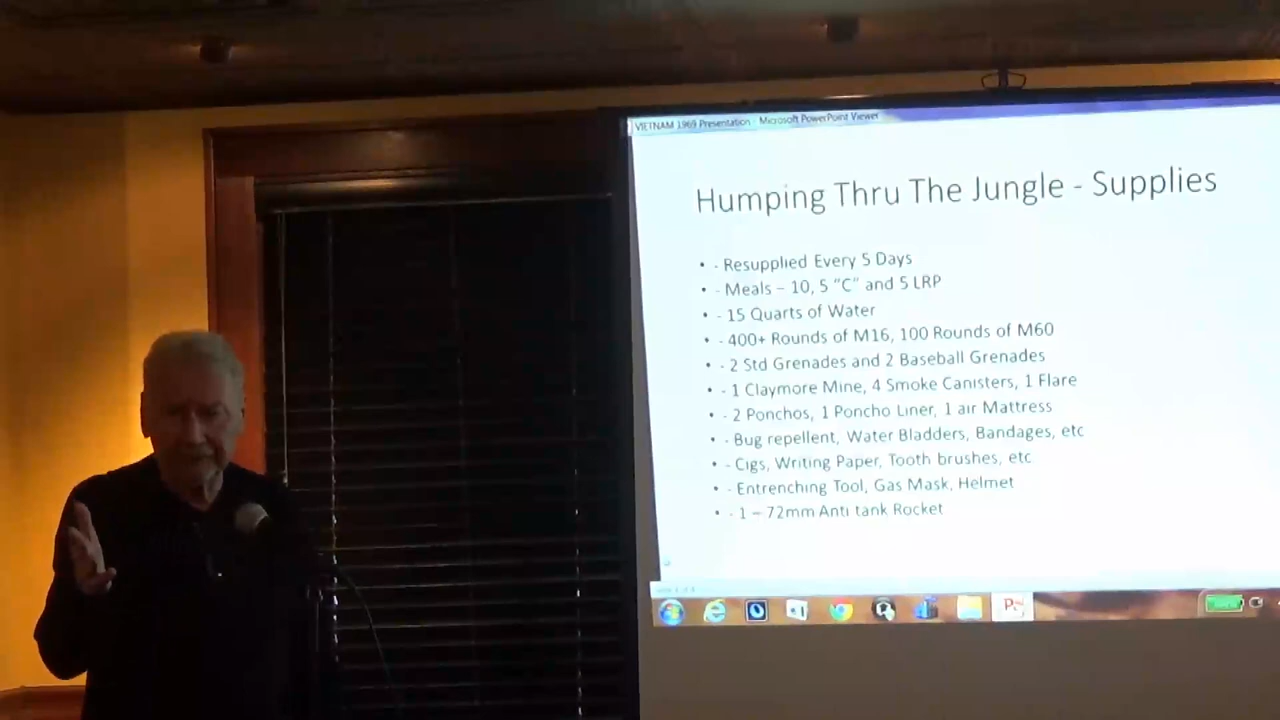 VIETNAM 1969 Presentation - Microsoft PowerPoint Viewer
Humping Thru The Jungle - Supplies
• - Resupplied Every 5 Days
• - Meals – 10, 5 "C" and 5 LRP
• - 15 Quarts of Water
• - 400+ Rounds of M16, 100 Rounds of M60
• - 2 Std Grenades and 2 Baseball Grenades
• - 1 Claymore Mine, 4 Smoke Canisters, 1 Flare
• - 2 Ponchos, 1 Poncho Liner, 1 air Mattress
• - Bug repellent, Water Bladders, Bandages, etc
• - Cigs, Writing Paper, Tooth brushes, etc
• - Entrenching Tool, Gas Mask, Helmet
• - 1 – 72mm Anti tank Rocket